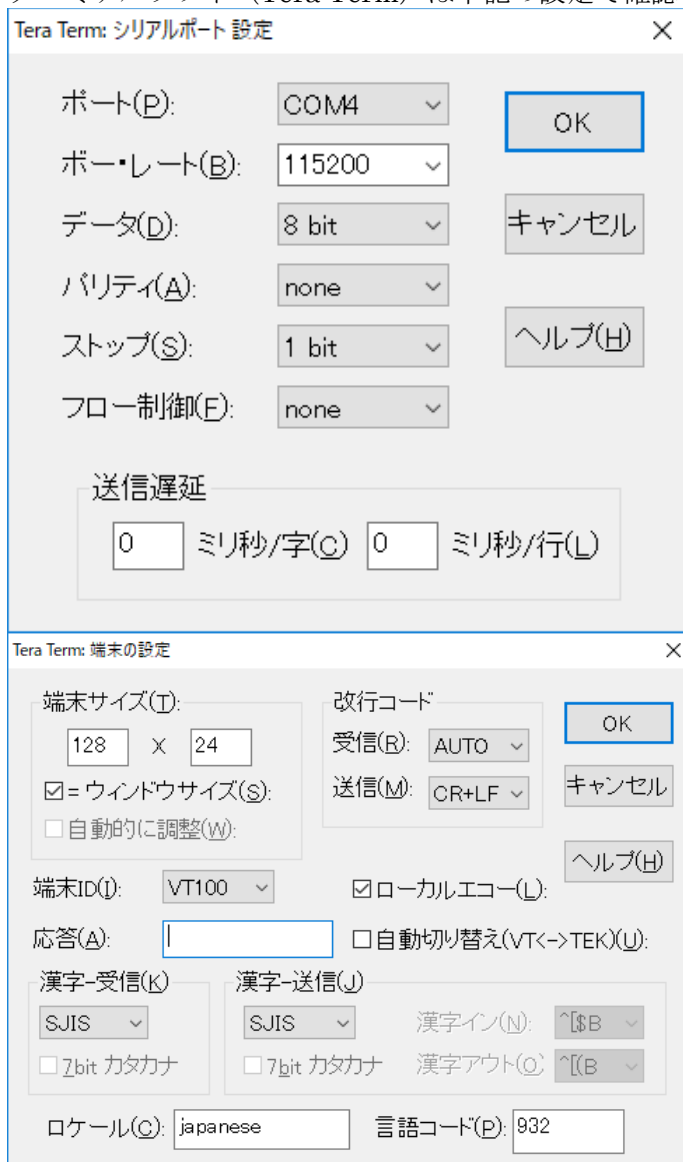 Tera Term: シリアルポート 設定
ポート(P): COM4
OK
ボー・レート(B): 115200
データ(D): 8 bit
キャンセル
パリティ(A): none
ストップ(S): 1 bit
ヘルプ(H)
フロー制御(F): none
送信遅延
0 ミリ秒/字(C) 0 ミリ秒/行(L)
Tera Term: 端末の設定
端末サイズ(T): 改行コード
128 X 24 受信(R): AUTO OK
= ウィンドウサイズ(S): 送信(M): CR+LF キャンセル
自動的に調整(W):
ヘルプ(H)
端末ID(I): VT100 ローカルエコー(L):
応答(A): 自動切り替え(VT<->TEK)(U):
漢字-受信(K) 漢字-送信(J)
SJIS SJIS 漢字イン(N): ^[$B
7bit カタカナ 7bit カタカナ 漢字アウト(O) ^[(B
ロケール(C): japanese 言語コード(P): 932